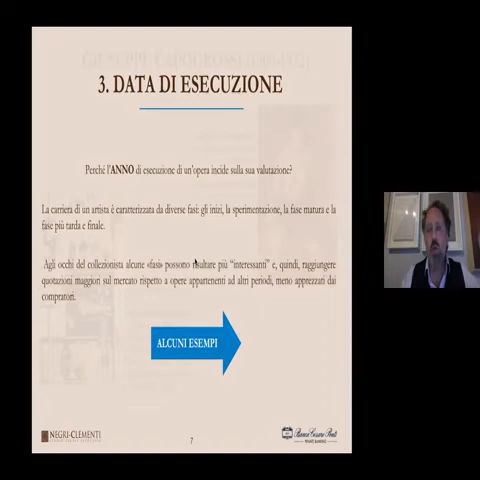 3. DATA DI ESECUZIONE
Perché l'ANNO di esecuzione di un'opera incide sulla sua valutazione?
La carriera di un artista è caratterizzata da diverse fasi: gli inizi, la sperimentazione, la fase matura e la
fase più tarda e finale.
Agli occhi del collezionista alcune «fasi» possono risultare più "interessanti" e, quindi, raggiungere
quotazioni maggiori sul mercato rispetto a opere appartenenti ad altri periodi, meno apprezzati dai
compratori.
ALCUNI ESEMPI
NEGRI-CLEMENTI
7
Banca Cesare Ponti